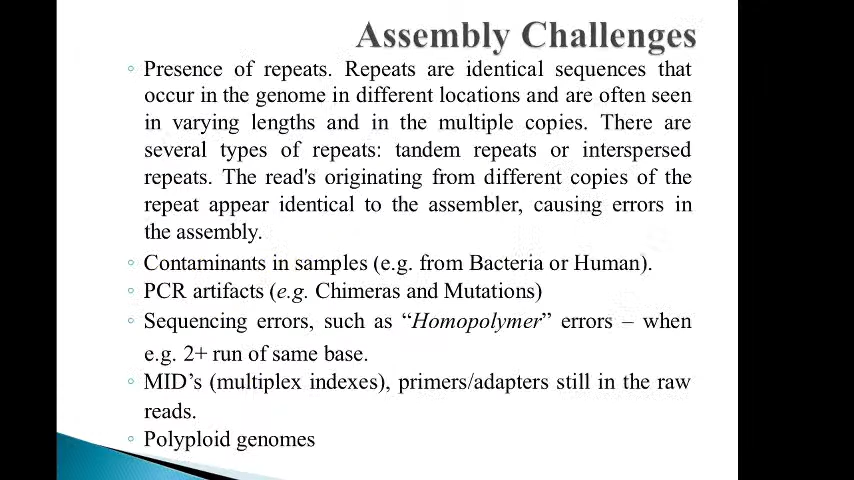 Assembly Challenges
◦ Presence of repeats. Repeats are identical sequences that
occur in the genome in different locations and are often seen
in varying lengths and in the multiple copies. There are
several types of repeats: tandem repeats or interspersed
repeats. The read's originating from different copies of the
repeat appear identical to the assembler, causing errors in
the assembly.
◦ Contaminants in samples (e.g. from Bacteria or Human).
◦ PCR artifacts (e.g. Chimeras and Mutations)
◦ Sequencing errors, such as “Homopolymer” errors – when
e.g. 2+ run of same base.
◦ MID’s (multiplex indexes), primers/adapters still in the raw
reads.
◦ Polyploid genomes